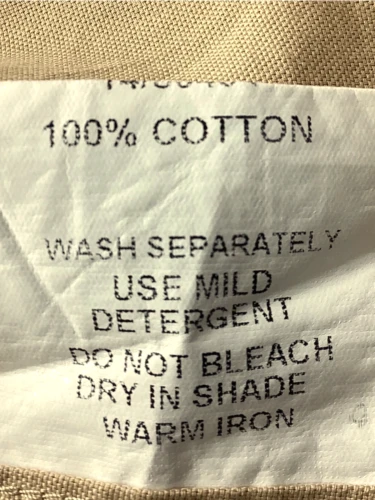 100% COTTON
WASH SEPARATELY
USE MILD
DETERGENT
DO NOT BLEACH
DRY IN SHADE
WARM IRON